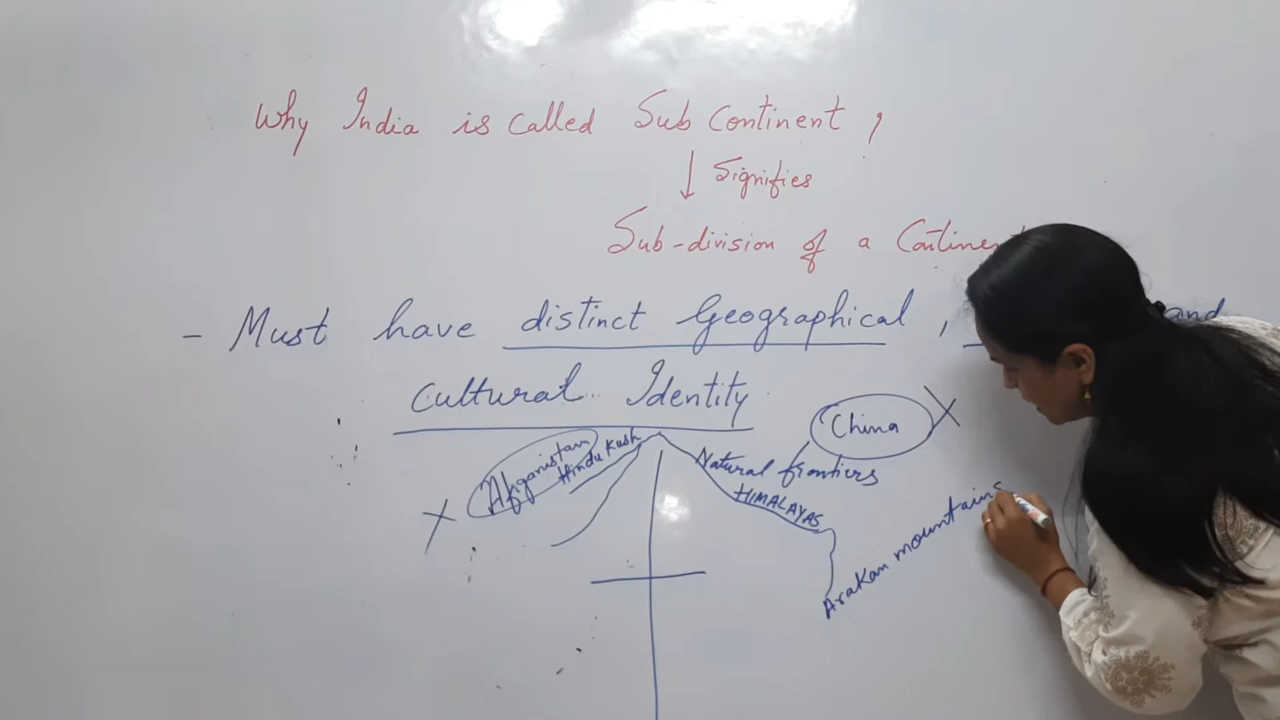 Why India is called Sub Continent,
Signifies
Sub-division of a Continent
- Must have distinct Geographical, and
Cultural Identity
China
Afganistan
Hindu Kush
Natural frontiers
HIMALAYAS
Arakan mountains